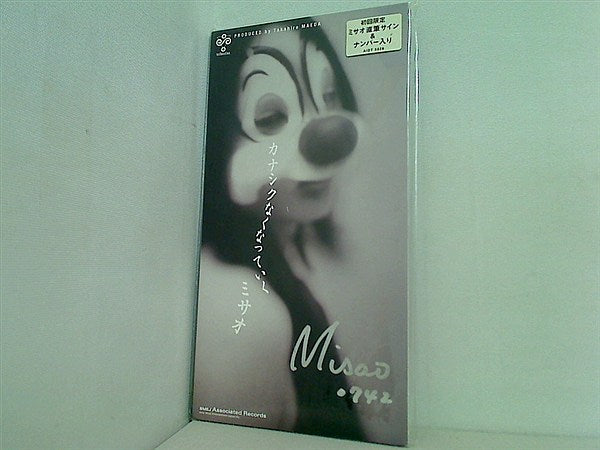 PRODUCED by Takahiro MAEDA
初回限定
ミサオ直筆サイン
&
ナンバー入り
カナシクなくなっていく
ミサオ
Misao
.742
SME J Associated Records